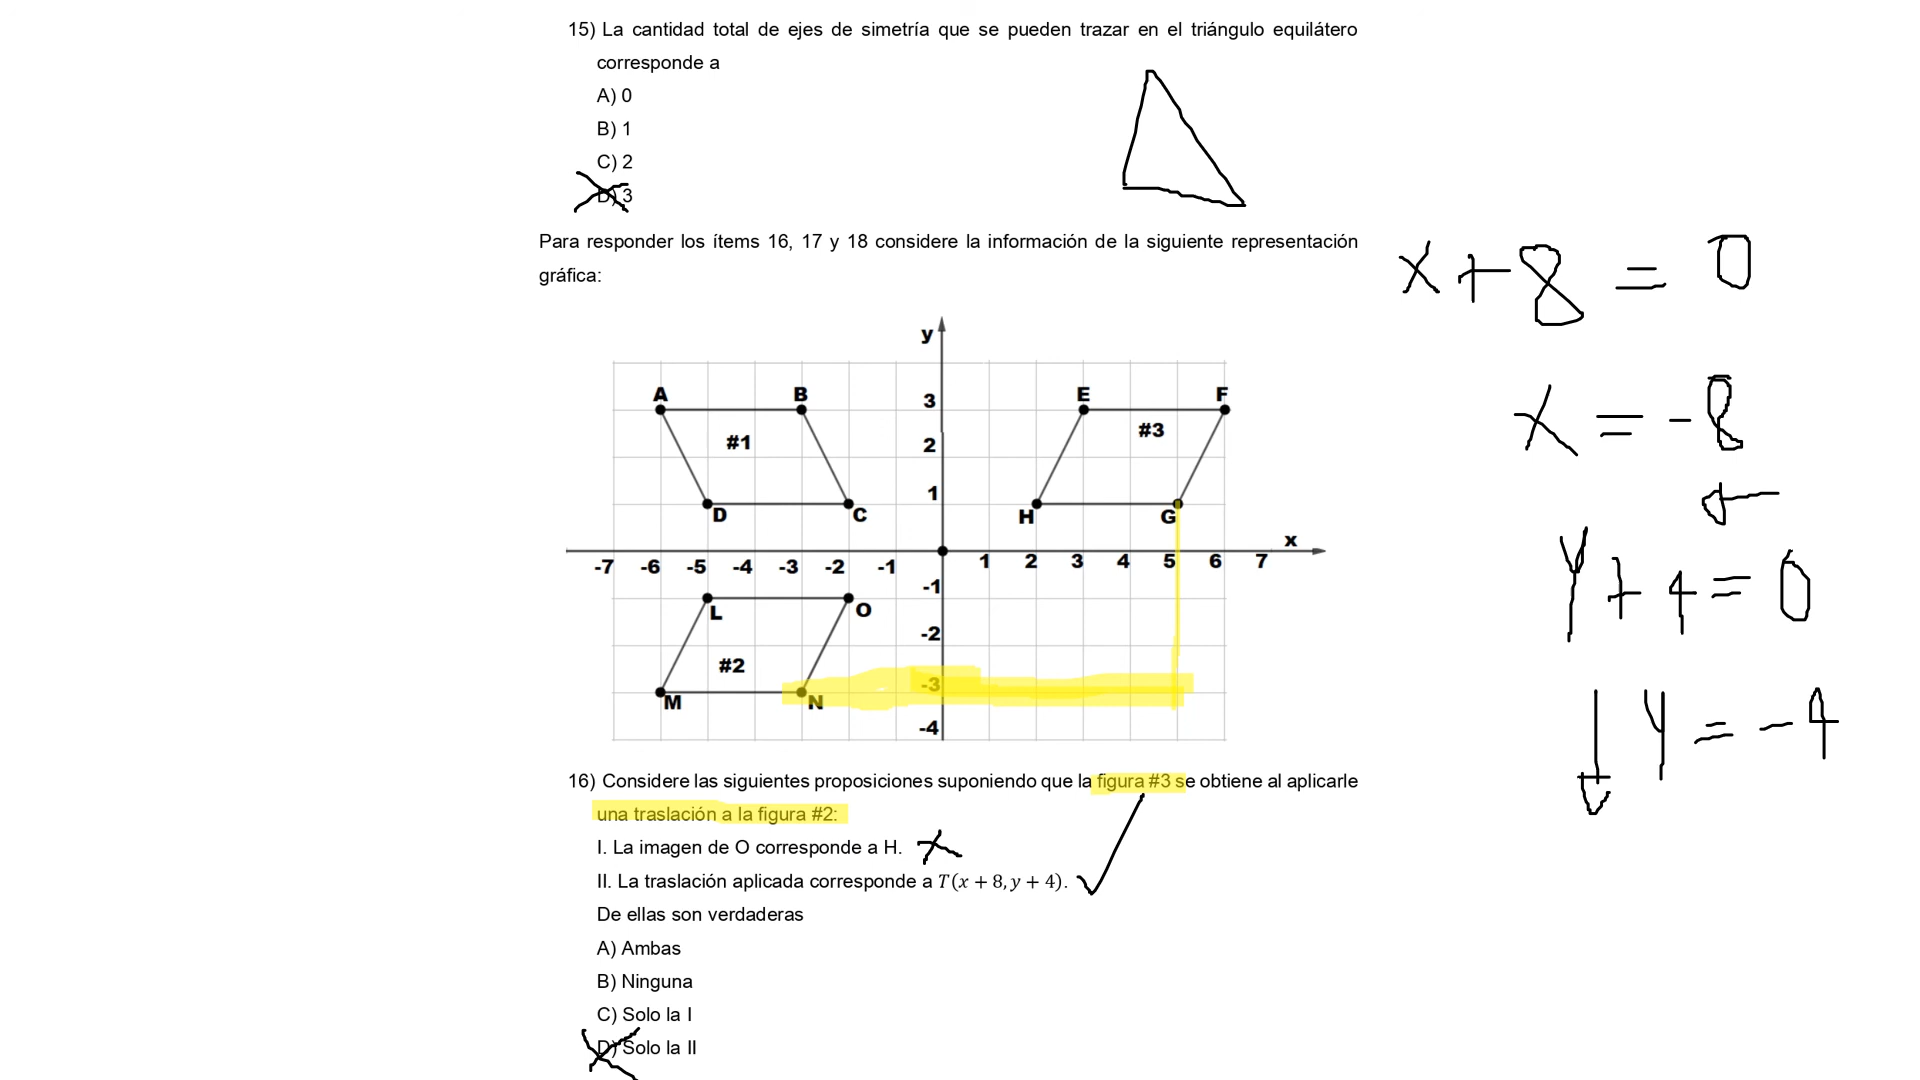 15) La cantidad total de ejes de simetría que se pueden trazar en el triángulo equilátero
corresponde a
A) 0
B) 1
C) 2
D) 3
Para responder los ítems 16, 17 y 18 considere la información de la siguiente representación
gráfica:
x+8 = 0
x = -8
y + 4 = 0
y = -4
y
A B 3 E F
#1 2 #3
1
D C H G
x
-7 -6 -5 -4 -3 -2 -1 1 2 3 4 5 6 7
-1
L O
-2
#2
-3
M N
-4
16) Considere las siguientes proposiciones suponiendo que la figura #3 se obtiene al aplicarle
una traslación a la figura #2:
I. La imagen de O corresponde a H.
II. La traslación aplicada corresponde a T(x + 8, y + 4).
De ellas son verdaderas
A) Ambas
B) Ninguna
C) Solo la I
D) Solo la II